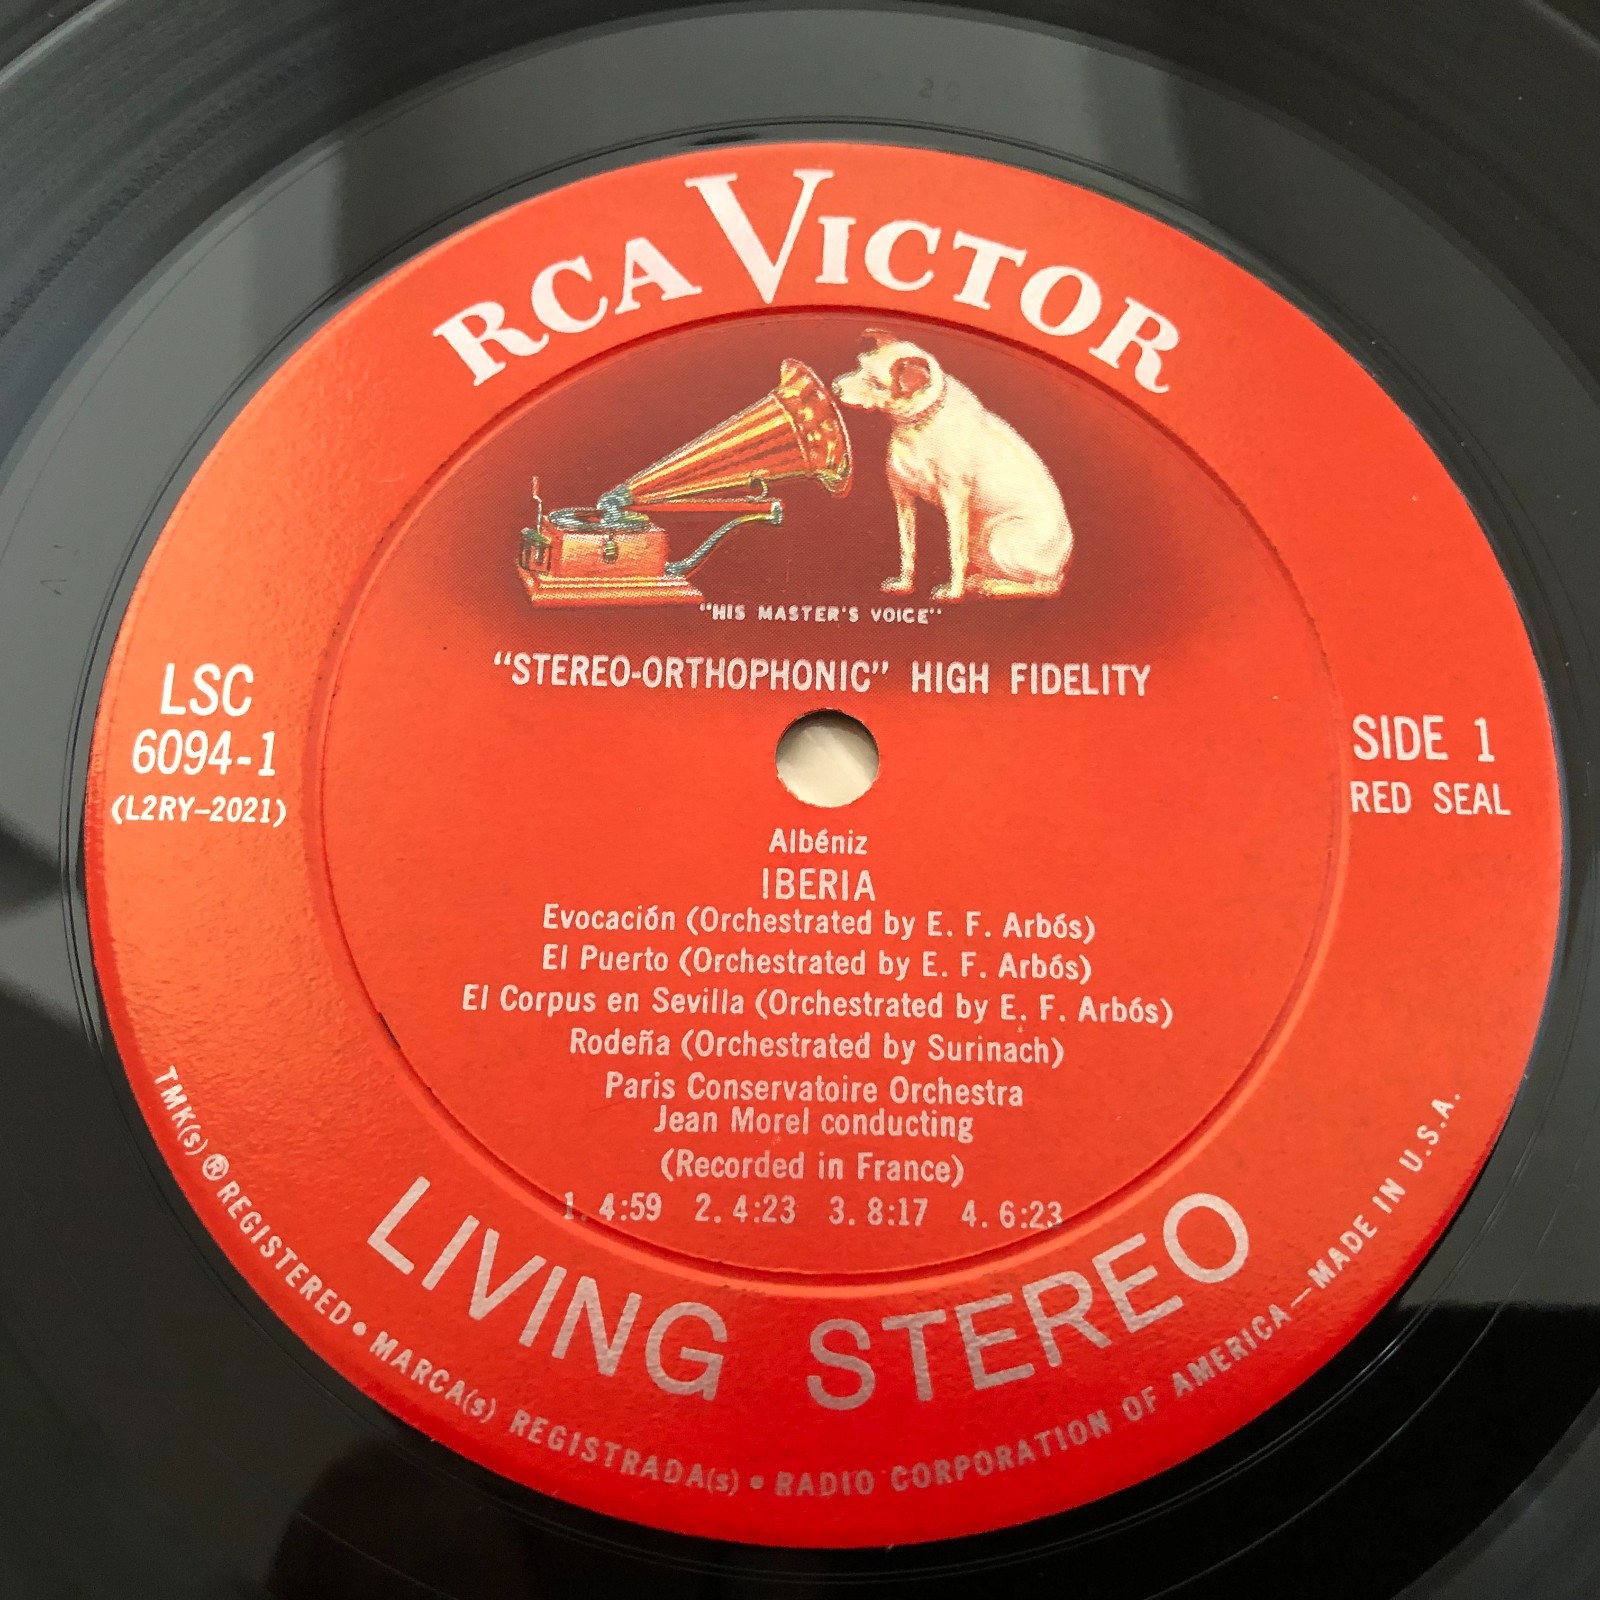 RCA VICTOR
"HIS MASTER'S VOICE"
"STEREO-ORTHOPHONIC" HIGH FIDELITY
LSC
6094-1
(L2RY-2021)
SIDE 1
RED SEAL
Albéniz
IBERIA
Evocación (Orchestrated by E. F. Arbós)
El Puerto (Orchestrated by E. F. Arbós)
El Corpus en Sevilla (Orchestrated by E. F. Arbós)
Rodeña (Orchestrated by Surinach)
Paris Conservatoire Orchestra
Jean Morel conducting
(Recorded in France)
1. 4:59 2. 4:23 3. 8:17 4. 6:23
LIVING STEREO
TMK(s) ® REGISTERED • MARCA(s) REGISTRADA(s) • RADIO CORPORATION OF AMERICA—MADE IN U.S.A.